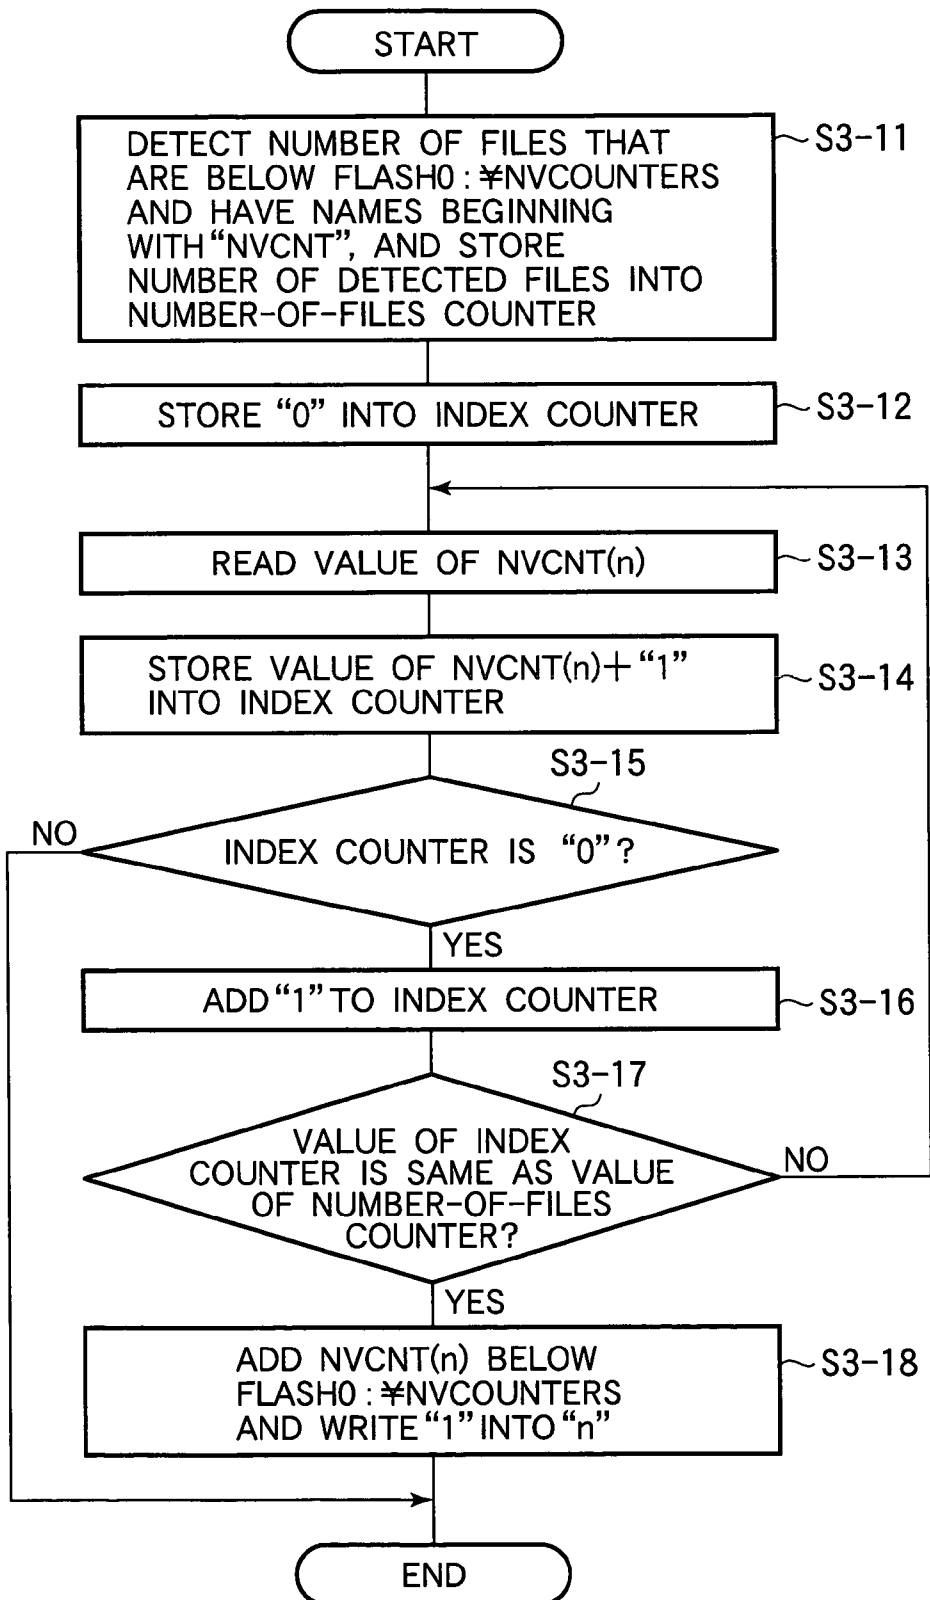 START
DETECT NUMBER OF FILES THAT
ARE BELOW FLASH0:¥NVCOUNTERS
AND HAVE NAMES BEGINNING
WITH “NVCNT”, AND STORE
NUMBER OF DETECTED FILES INTO
NUMBER-OF-FILES COUNTER
S3-11
STORE “0” INTO INDEX COUNTER
S3-12
READ VALUE OF NVCNT(n)
S3-13
STORE VALUE OF NVCNT(n)+“1”
INTO INDEX COUNTER
S3-14
S3-15
NO
INDEX COUNTER IS “0”?
YES
ADD “1” TO INDEX COUNTER
S3-16
S3-17
VALUE OF INDEX
COUNTER IS SAME AS VALUE
OF NUMBER-OF-FILES
COUNTER?
NO
YES
ADD NVCNT(n) BELOW
FLASH0:¥NVCOUNTERS
AND WRITE “1” INTO “n”
S3-18
END